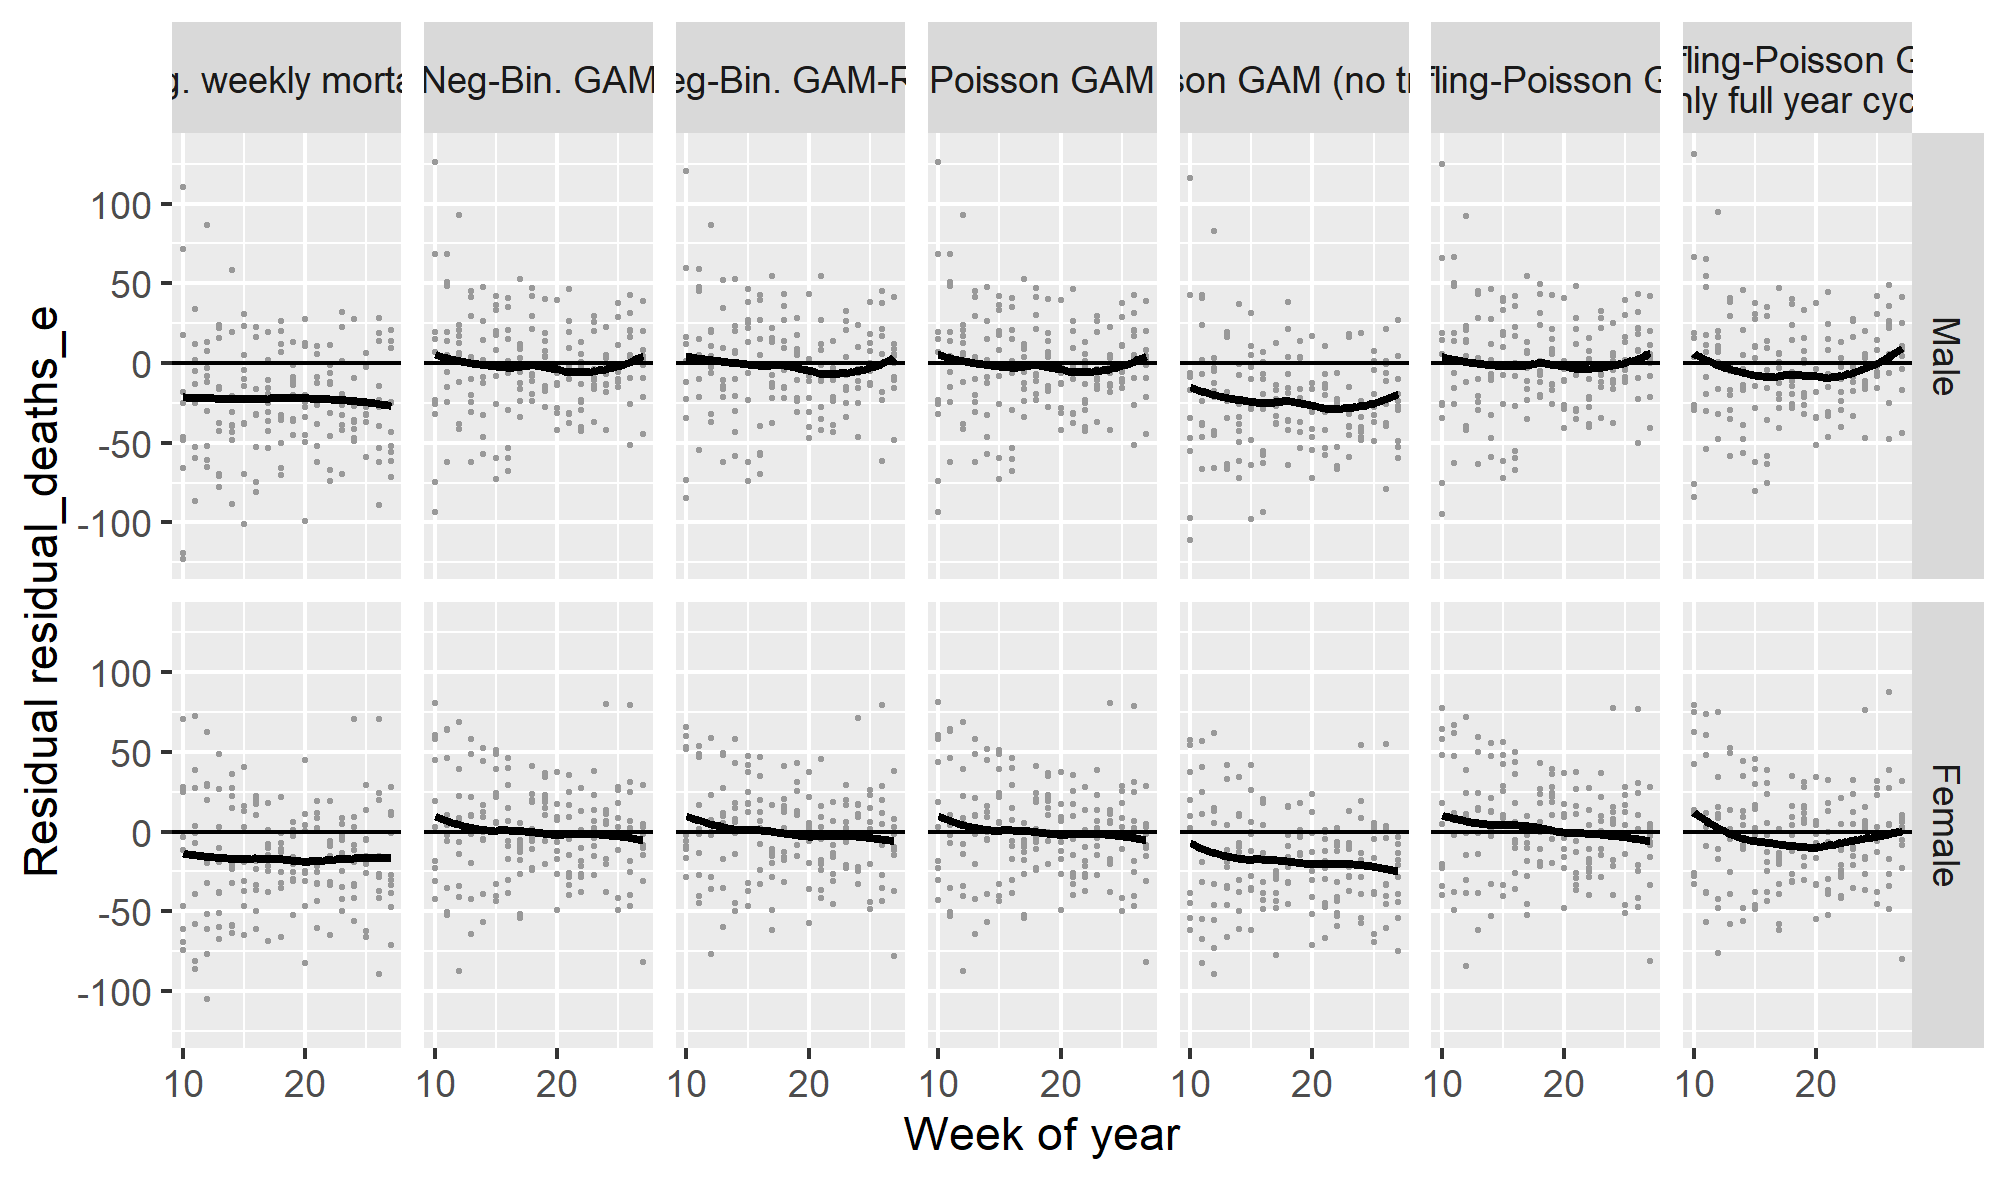 g. weekly morta
Neg-Bin. GAM
eg-Bin. GAM-R
Poisson GAM
son GAM (no tr
fling-Poisson G
fling-Poisson G
nly full year cyc
Residual residual_deaths_e
100
50
0
-50
-100
Male
100
50
0
-50
-100
Female
10 20 10 20 10 20 10 20 10 20 10 20 10 20
Week of year